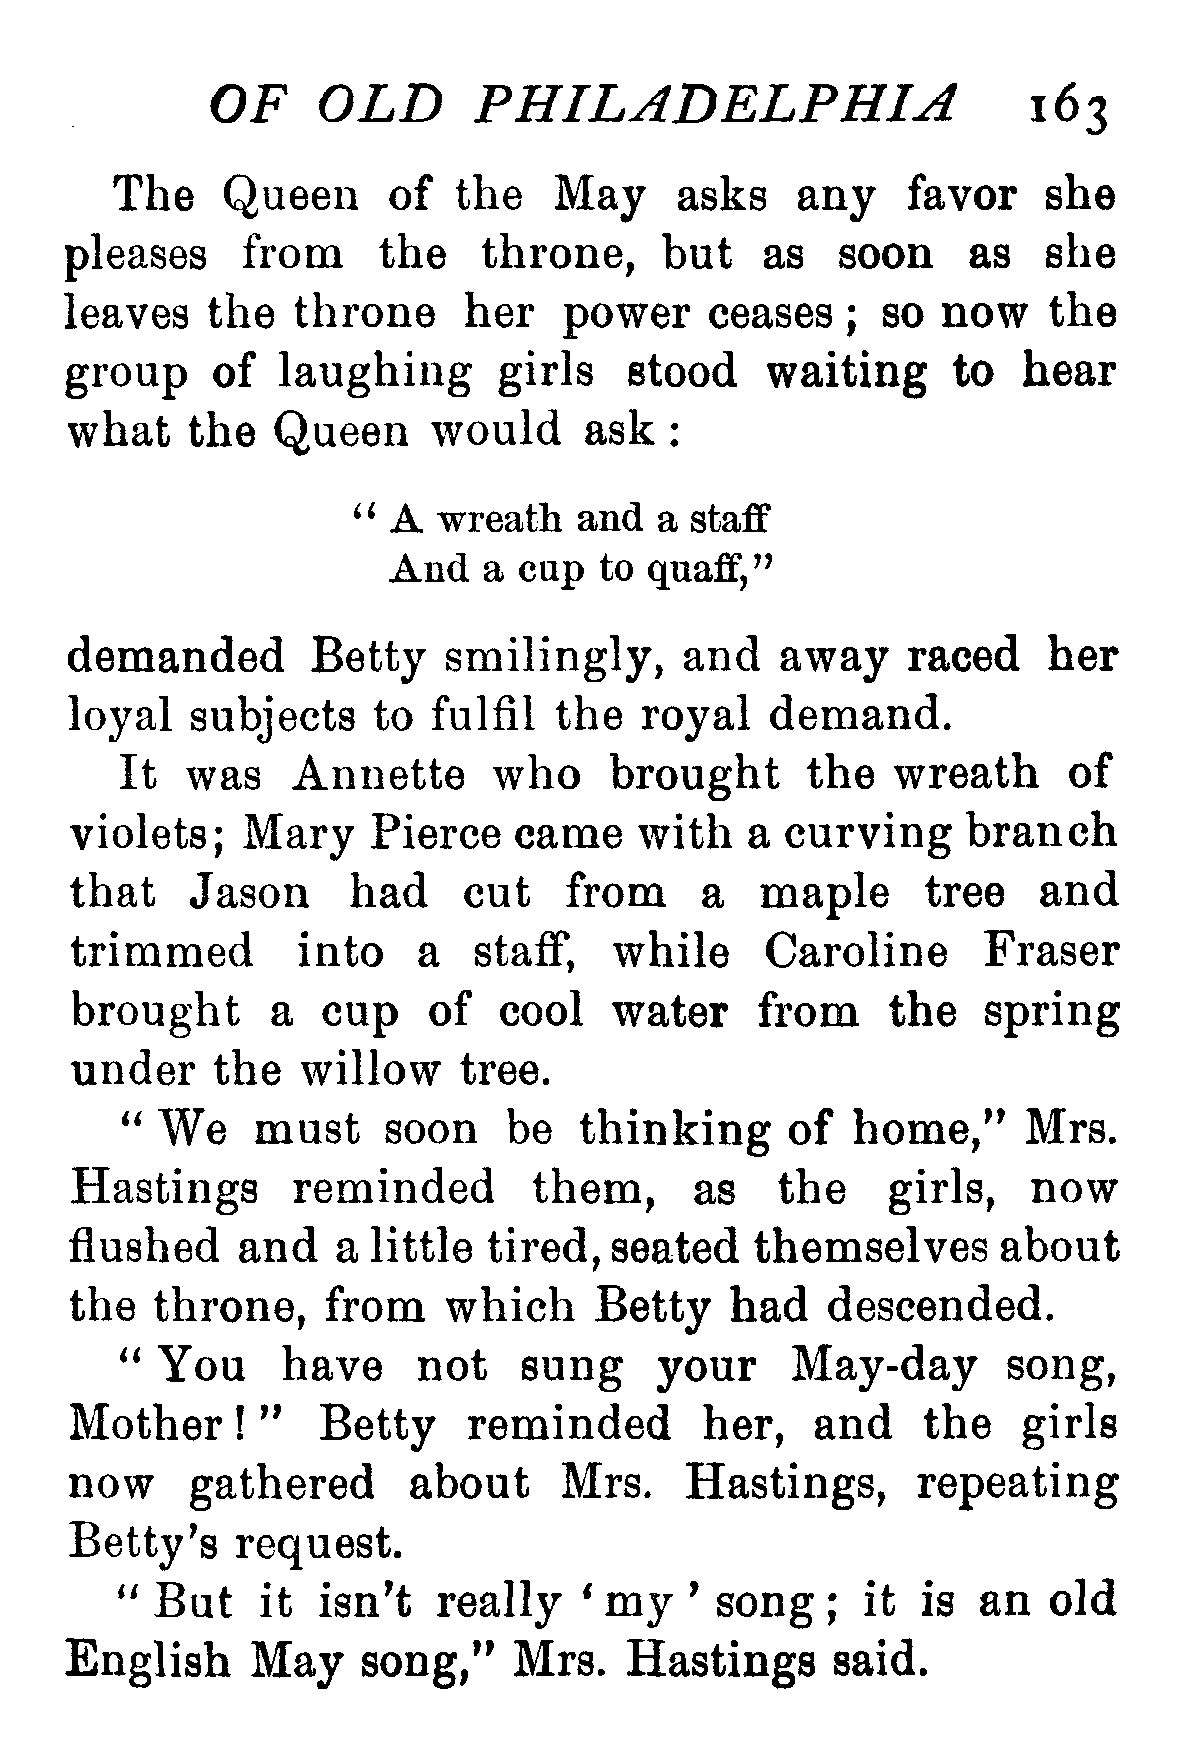 OF OLD PHILADELPHIA 163
The Queen of the May asks any favor she
pleases from the throne, but as soon as she
leaves the throne her power ceases ; so now the
group of laughing girls stood waiting to hear
what the Queen would ask :
“ A wreath and a staff
And a cup to quaff,”
demanded Betty smilingly, and away raced her
loyal subjects to fulfil the royal demand.
It was Annette who brought the wreath of
violets; Mary Pierce came with a curving branch
that Jason had cut from a maple tree and
trimmed into a staff, while Caroline Fraser
brought a cup of cool water from the spring
under the willow tree.
“ We must soon be thinking of home,” Mrs.
Hastings reminded them, as the girls, now
flushed and a little tired, seated themselves about
the throne, from which Betty had descended.
“ You have not sung your May-day song,
Mother ! ” Betty reminded her, and the girls
now gathered about Mrs. Hastings, repeating
Betty’s request.
“ But it isn’t really ‘ my ’ song ; it is an old
English May song,” Mrs. Hastings said.